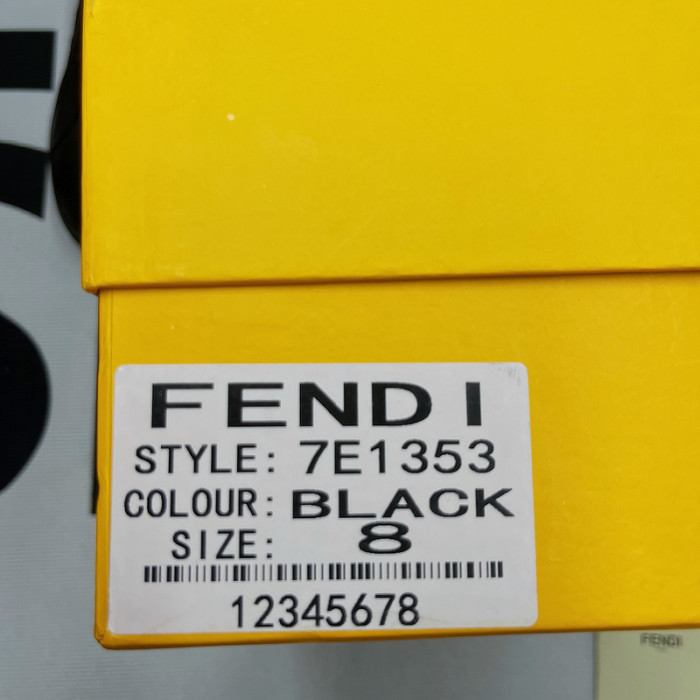 FENDI
STYLE: 7E1353
COLOUR: BLACK
SIZE: 8
12345678
FENDI